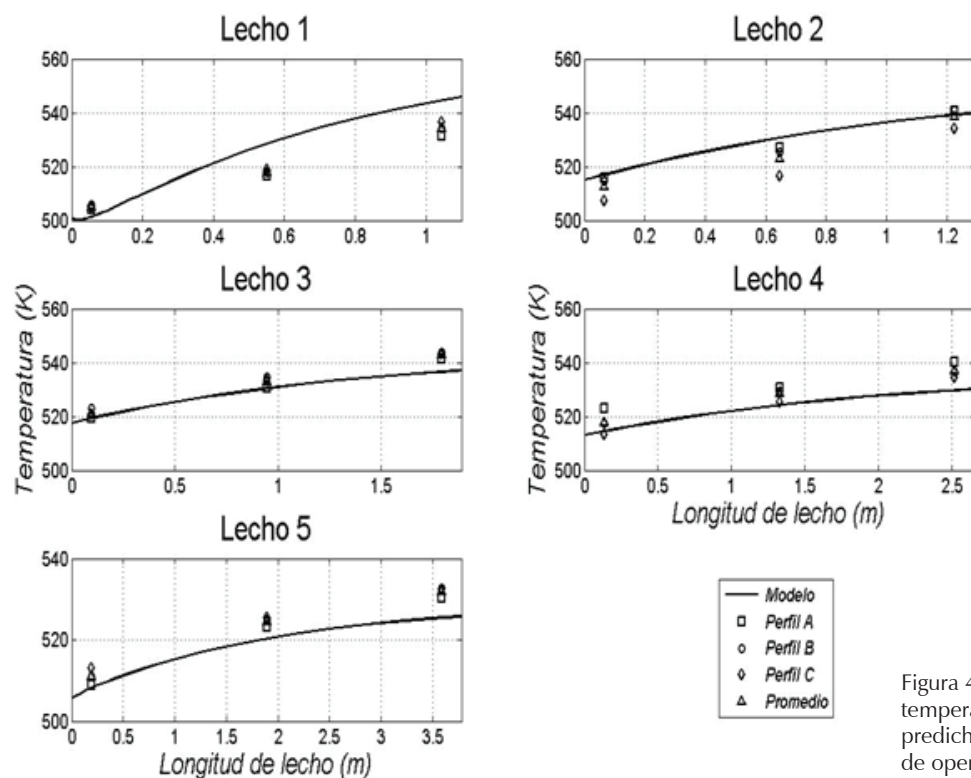 Lecho 1
560
540
520
500
0
0.2
0.4
0.6
0.8
1
Lecho 2
560
540
520
500
0
0.2
0.4
0.6
0.8
1
1.2
Lecho 3
Temperatura (K)
560
540
520
500
0
0.5
1
1.5
Lecho 4
Temperatura (K)
560
540
520
500
0
0.5
1
1.5
2
2.5
Longitud de lecho (m)
Lecho 5
540
520
500
0
0.5
1
1.5
2
2.5
3
3.5
Longitud de lecho (m)
Modelo
Perfil A
Perfil B
Perfil C
Promedio
Figura 4
tempera
predich
de oper